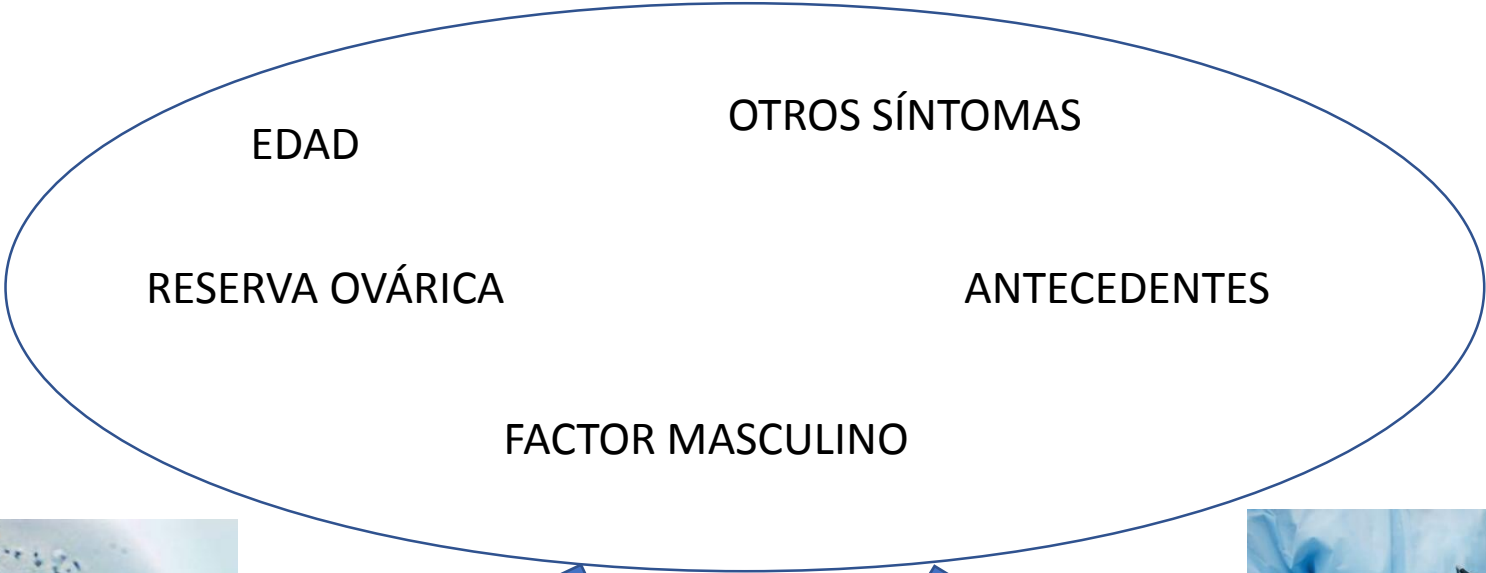 OTROS SÍNTOMAS
EDAD
RESERVA OVÁRICA
ANTECEDENTES
FACTOR MASCULINO